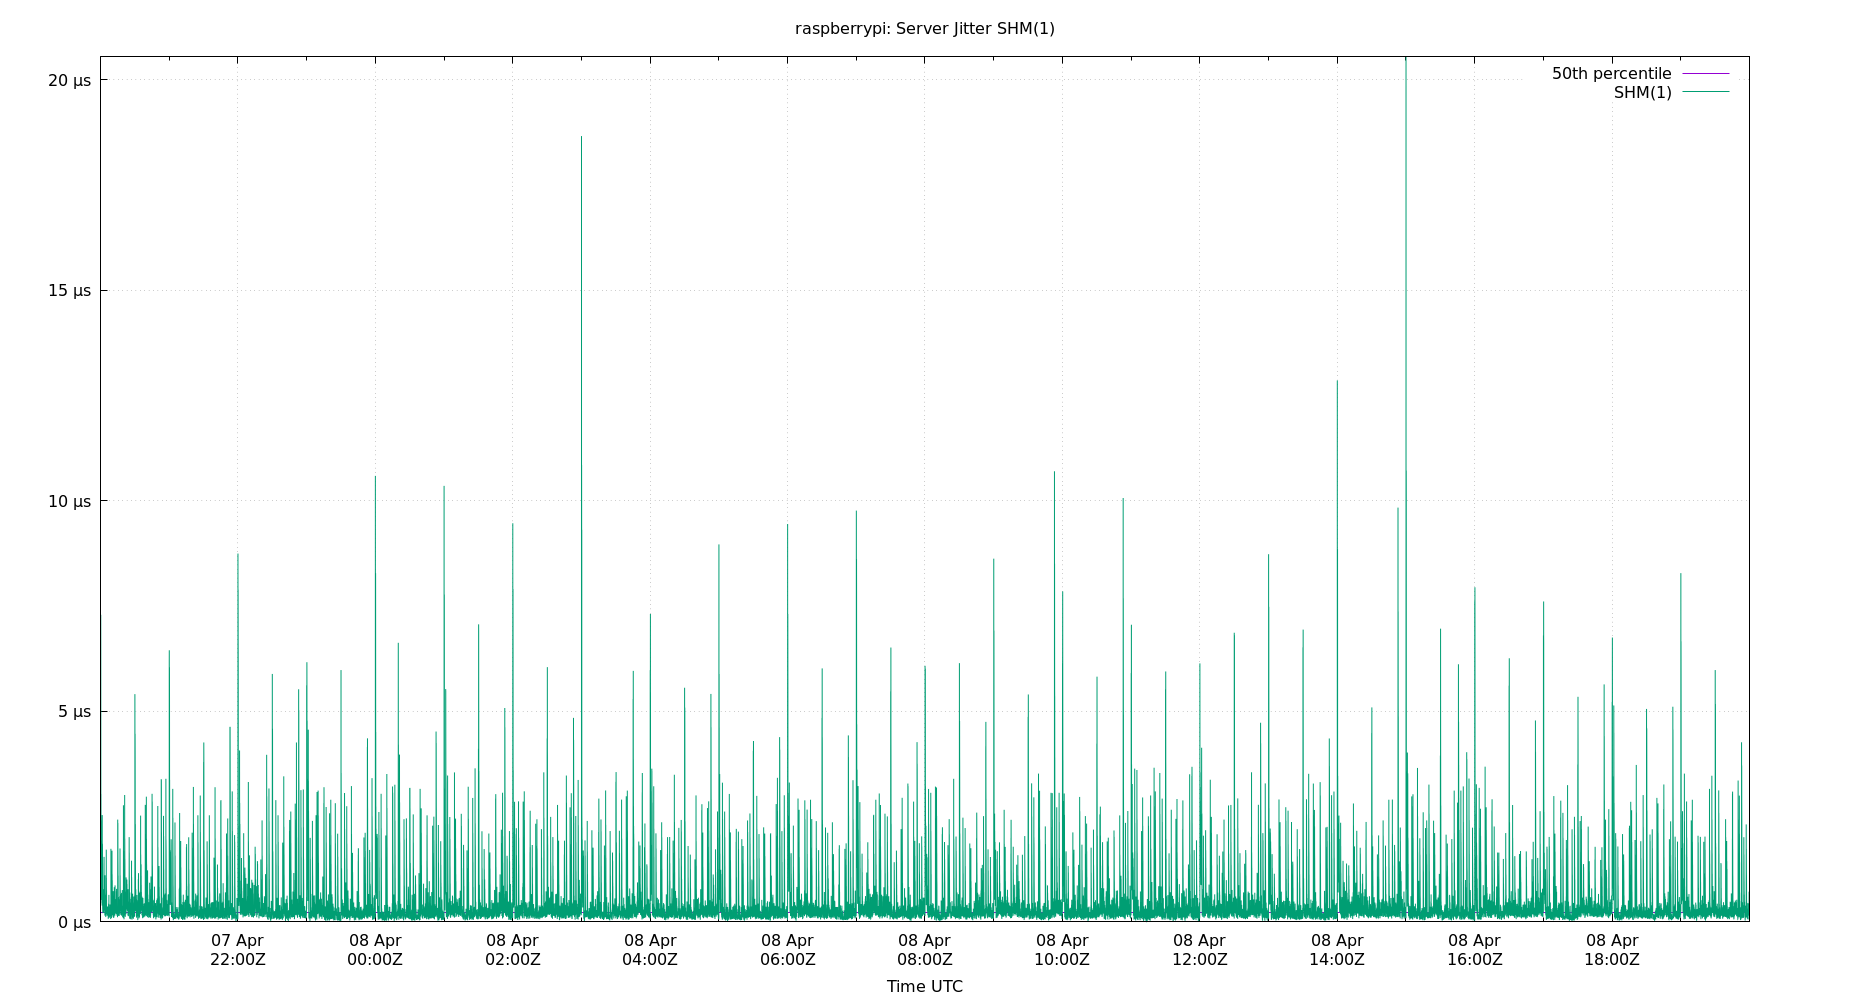 raspberrypi: Server Jitter SHM(1)
50th percentile
SHM(1)
20 µs
15 µs
10 µs
5 µs
0 µs
07 Apr 08 Apr 08 Apr 08 Apr 08 Apr 08 Apr 08 Apr 08 Apr 08 Apr 08 Apr 08 Apr
22:00Z 00:00Z 02:00Z 04:00Z 06:00Z 08:00Z 10:00Z 12:00Z 14:00Z 16:00Z 18:00Z
Time UTC